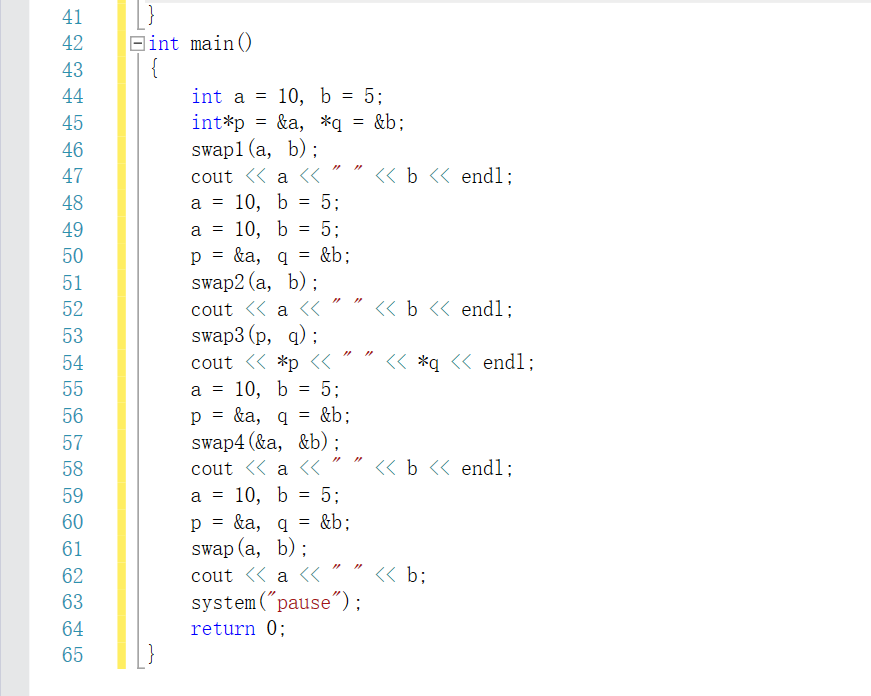 41 }
42 int main()
43 {
44 int a = 10, b = 5;
45 int*p = &a, *q = &b;
46 swap1(a, b);
47 cout << a << " " << b << endl;
48 a = 10, b = 5;
49 a = 10, b = 5;
50 p = &a, q = &b;
51 swap2(a, b);
52 cout << a << " " << b << endl;
53 swap3(p, q);
54 cout << *p << " " << *q << endl;
55 a = 10, b = 5;
56 p = &a, q = &b;
57 swap4(&a, &b);
58 cout << a << " " << b << endl;
59 a = 10, b = 5;
60 p = &a, q = &b;
61 swap(a, b);
62 cout << a << " " << b;
63 system("pause");
64 return 0;
65 }